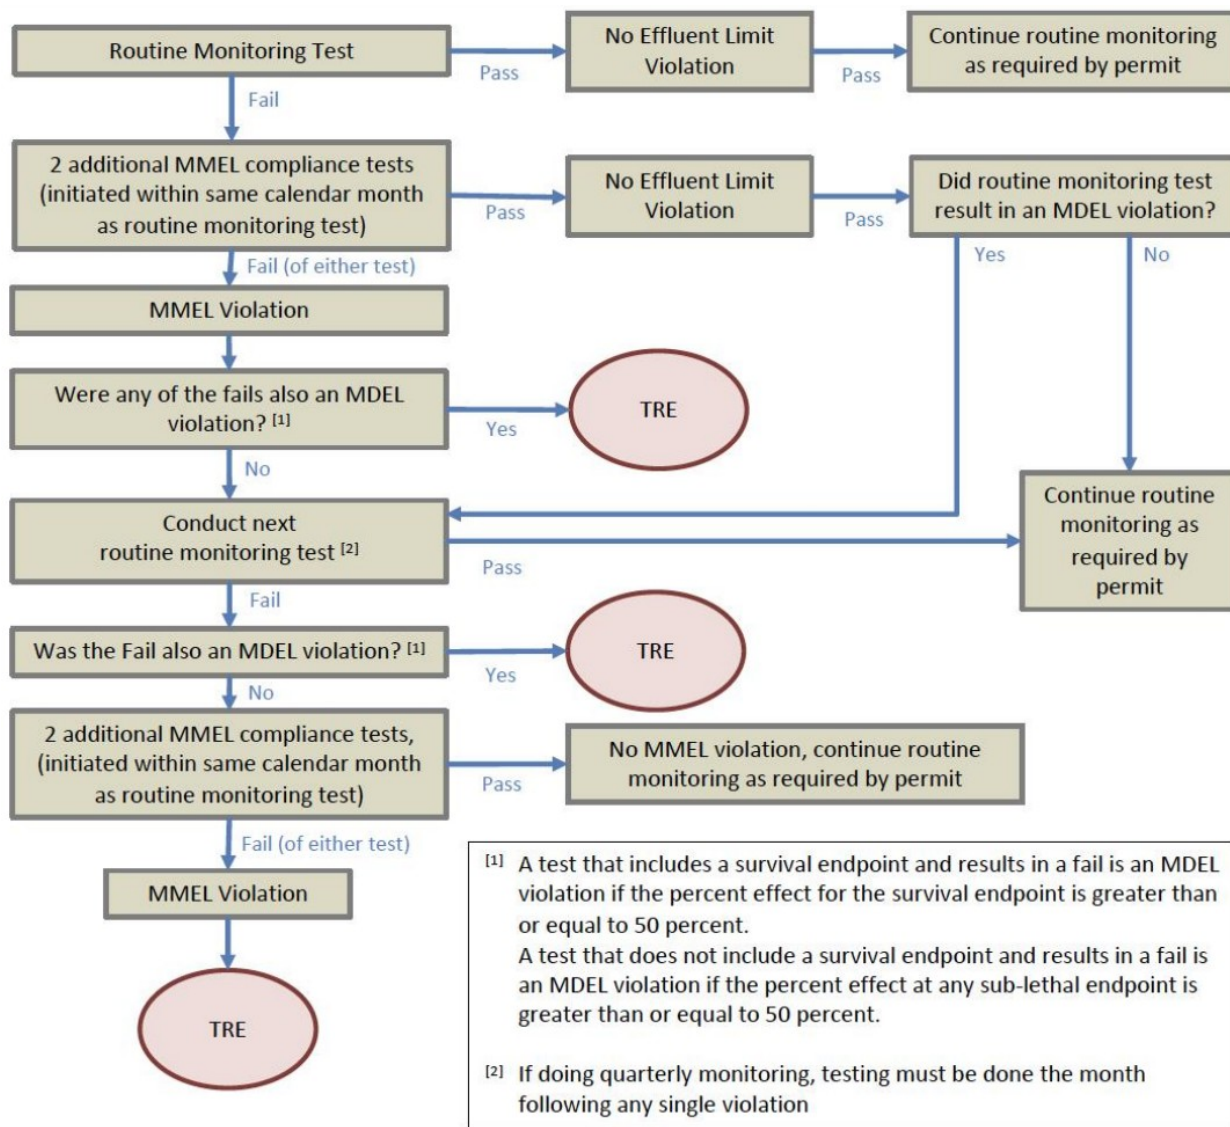 Routine Monitoring Test
Pass
No Effluent Limit
Violation
Pass
Continue routine monitoring
as required by permit
Fail
2 additional MMEL compliance tests
(initiated within same calendar month
as routine monitoring test)
Pass
No Effluent Limit
Violation
Pass
Did routine monitoring test
result in an MDEL violation?
Yes
No
Fail (of either test)
MMEL Violation
Were any of the fails also an MDEL
violation? [1]
Yes
TRE
No
Conduct next
routine monitoring test [2]
Pass
Continue routine
monitoring as
required by
permit
Fail
Was the Fail also an MDEL violation? [1]
Yes
TRE
No
2 additional MMEL compliance tests,
(initiated within same calendar month
as routine monitoring test)
Pass
No MMEL violation, continue routine
monitoring as required by permit
Fail (of either test)
MMEL Violation
TRE
[1] A test that includes a survival endpoint and results in a fail is an MDEL
violation if the percent effect for the survival endpoint is greater than
or equal to 50 percent.
A test that does not include a survival endpoint and results in a fail is
an MDEL violation if the percent effect at any sub-lethal endpoint is
greater than or equal to 50 percent.
[2] If doing quarterly monitoring, testing must be done the month
following any single violation